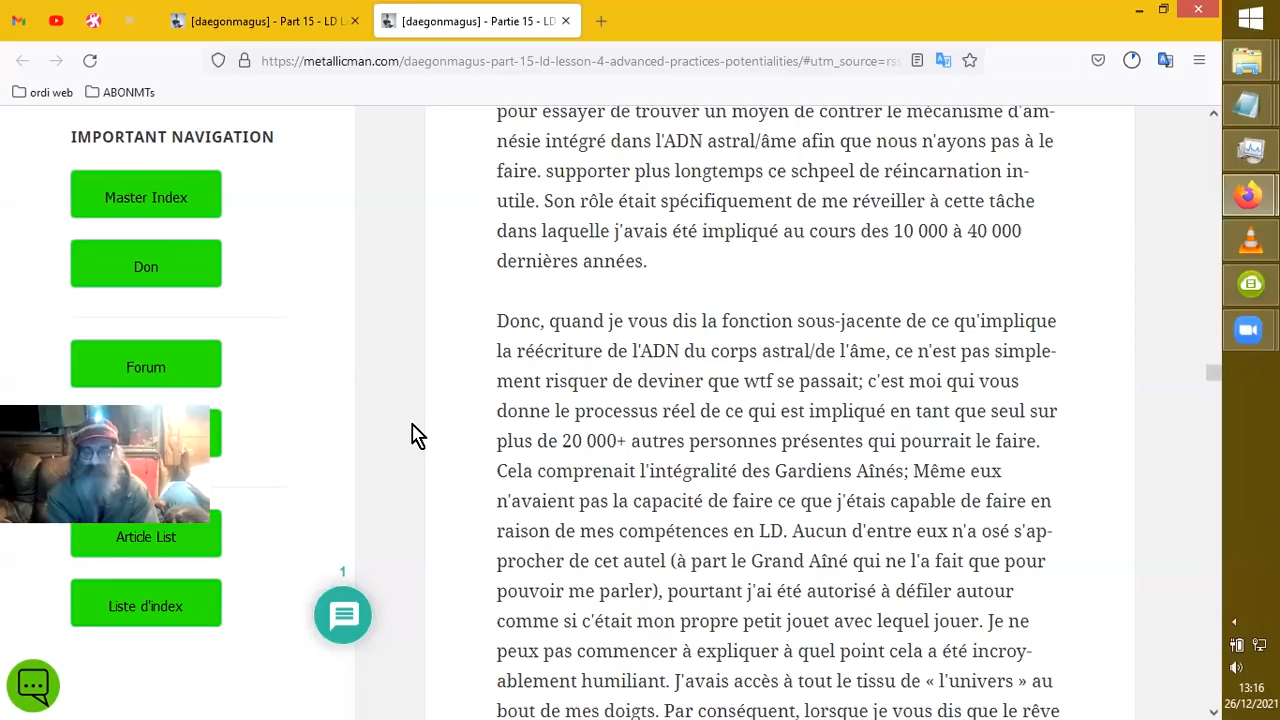 [daegonmagus] - Part 15 - LD L
[daegonmagus] - Partie 15 - LD
https://metallicman.com/daegonmagus-part-15-ld-lesson-4-advanced-practices-potentialities/#utm_source=rss
ordi web
ABONMTs
IMPORTANT NAVIGATION
Master Index
Don
Forum
Article List
Liste d'index
1
pour essayer de trouver un moyen de contrer le mécanisme d'am-
nésie intégré dans l'ADN astral/âme afin que nous n'ayons pas à le
faire. supporter plus longtemps ce schpeel de réincarnation in-
utile. Son rôle était spécifiquement de me réveiller à cette tâche
dans laquelle j'avais été impliqué au cours des 10 000 à 40 000
dernières années.
Donc, quand je vous dis la fonction sous-jacente de ce qu'implique
la réécriture de l'ADN du corps astral/de l'âme, ce n'est pas simple-
ment risquer de deviner que wtf se passait; c'est moi qui vous
donne le processus réel de ce qui est impliqué en tant que seul sur
plus de 20 000+ autres personnes présentes qui pourrait le faire.
Cela comprenait l'intégralité des Gardiens Aînés; Même eux
n'avaient pas la capacité de faire ce que j'étais capable de faire en
raison de mes compétences en LD. Aucun d'entre eux n'a osé s'ap-
procher de cet autel (à part le Grand Aîné qui ne l'a fait que pour
pouvoir me parler), pourtant j'ai été autorisé à défiler autour
comme si c'était mon propre petit jouet avec lequel jouer. Je ne
peux pas commencer à expliquer à quel point cela a été incroy-
ablement humiliant. J'avais accès à tout le tissu de « l'univers » au
bout de mes doigts. Par conséquent, lorsque je vous dis que le rêve
13:16
26/12/2021